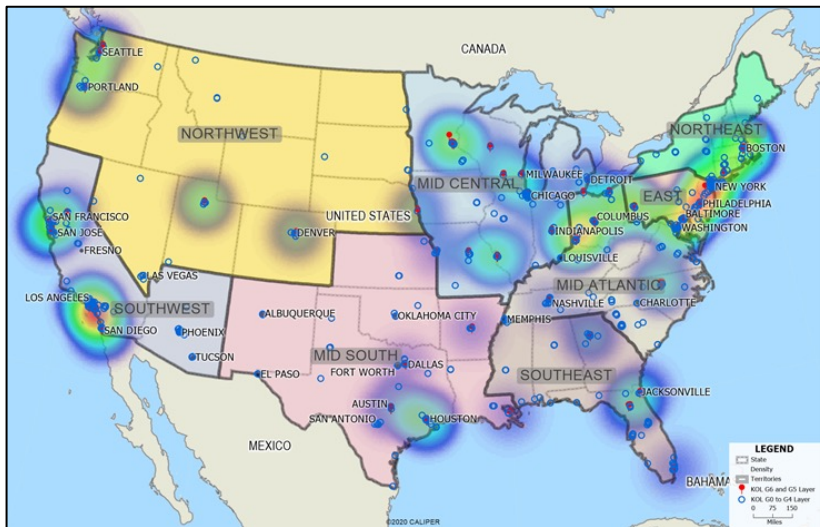 CANADA
SEATTLE
PORTLAND
NORTHWEST
NORTHEAST
BOSTON
MILWAUKEE
DETROIT
MID CENTRAL
CHICAGO
EAST
NEW YORK
PHILADELPHIA
BALTIMORE
WASHINGTON
SAN FRANCISCO
SAN JOSE
FRESNO
UNITED STATES
COLUMBUS
DENVER
INDIANAPOLIS
LOUISVILLE
LAS VEGAS
MID ATLANTIC
LOS ANGELES
SOUTHWEST
NASHVILLE
CHARLOTTE
ALBUQUERQUE
OKLAHOMA CITY
MEMPHIS
SAN DIEGO
PHOENIX
TUCSON
MID SOUTH
DALLAS
FORT WORTH
EL PASO
SOUTHEAST
JACKSONVILLE
AUSTIN
SAN ANTONIO
HOUSTON
MEXICO
BAHAMA
LEGEND
State
Density
Territories
KOL G6 and G5 Layer
KOL G0 to G4 Layer
0 75 150
Miles
©2020 CALIPER